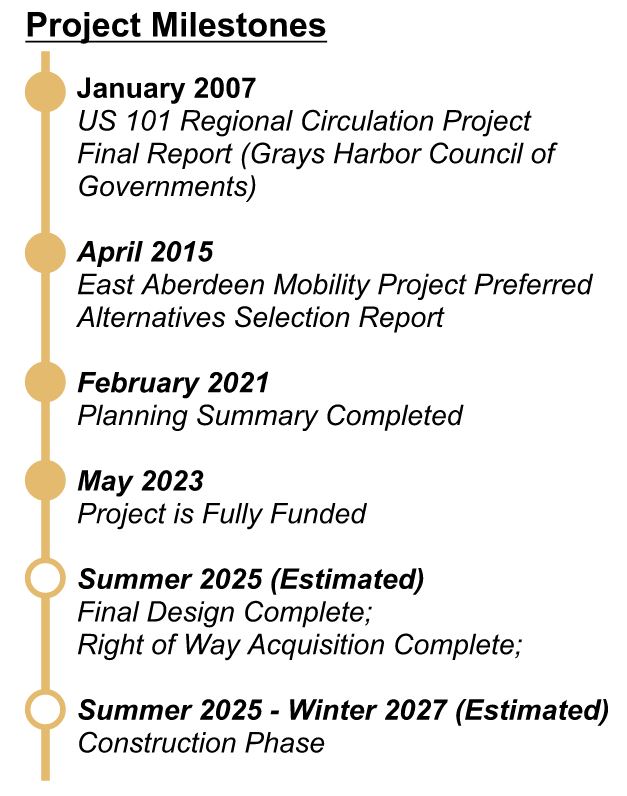 Project Milestones
January 2007
US 101 Regional Circulation Project
Final Report (Grays Harbor Council of
Governments)
April 2015
East Aberdeen Mobility Project Preferred
Alternatives Selection Report
February 2021
Planning Summary Completed
May 2023
Project is Fully Funded
Summer 2025 (Estimated)
Final Design Complete;
Right of Way Acquisition Complete;
Summer 2025 - Winter 2027 (Estimated)
Construction Phase